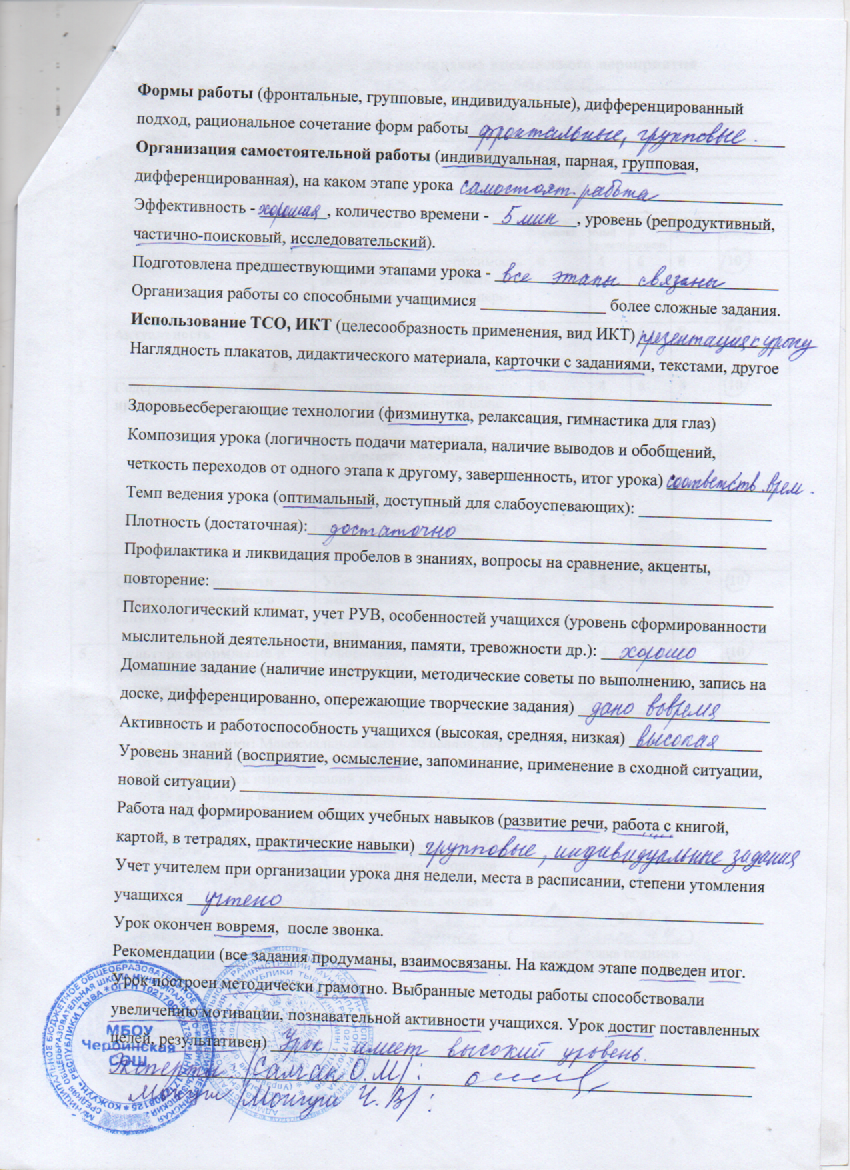 Формы работы (фронтальные, групповые, индивидуальные), дифференцированный
подход, рациональное сочетание форм работы фронтальные, групповые.
Организация самостоятельной работы (индивидуальная, парная, групповая,
дифференцированная), на каком этапе урока самостоят. работа
Эффективность - хорошая, количество времени - 5 мин, уровень (репродуктивный,
частично-поисковый, исследовательский).
Подготовлена предшествующими этапами урока - все этапы связаны
Организация работы со способными учащимися ________ более сложные задания.
Использование ТСО, ИКТ (целесообразность применения, вид ИКТ) презентация к уроку
Наглядность плакатов, дидактического материала, карточки с заданиями, текстами, другое
Здоровьесберегающие технологии (физминутка, релаксация, гимнастика для глаз)
Композиция урока (логичность подачи материала, наличие выводов и обобщений,
четкость переходов от одного этапа к другому, завершенность, итог урока) соответств. врем.
Темп ведения урока (оптимальный, доступный для слабоуспевающих):
Плотность (достаточная): достаточно
Профилактика и ликвидация пробелов в знаниях, вопросы на сравнение, акценты,
повторение:
Психологический климат, учет РУВ, особенностей учащихся (уровень сформированности
мыслительной деятельности, внимания, памяти, тревожности др.): хорошо
Домашние задание (наличие инструкции, методические советы по выполнению, запись на
доске, дифференцированно, опережающие творческие задания) дано вовремя
Активность и работоспособность учащихся (высокая, средняя, низкая) высокая
Уровень знаний (восприятие, осмысление, запоминание, применение в сходной ситуации,
новой ситуации)
Работа над формированием общих учебных навыков (развитие речи, работа с книгой,
картой, в тетрадях, практические навыки) групповые, индивидуальные задания
Учет учителем при организации урока дня недели, места в расписании, степени утомления
учащихся учтено
Урок окончен вовремя, после звонка.
Рекомендации (все задания продуманы, взаимосвязаны. На каждом этапе подведен итог.
Урок построен методически грамотно. Выбранные методы работы способствовали
увеличению мотивации, познавательной активности учащихся. Урок достиг поставленных
целей, результативен) Урок имеет высокий уровень.
Эксперты /Салчак О.М/:
/Монгуш Ч. В/:
МБОУ
Чербинская
СОШ